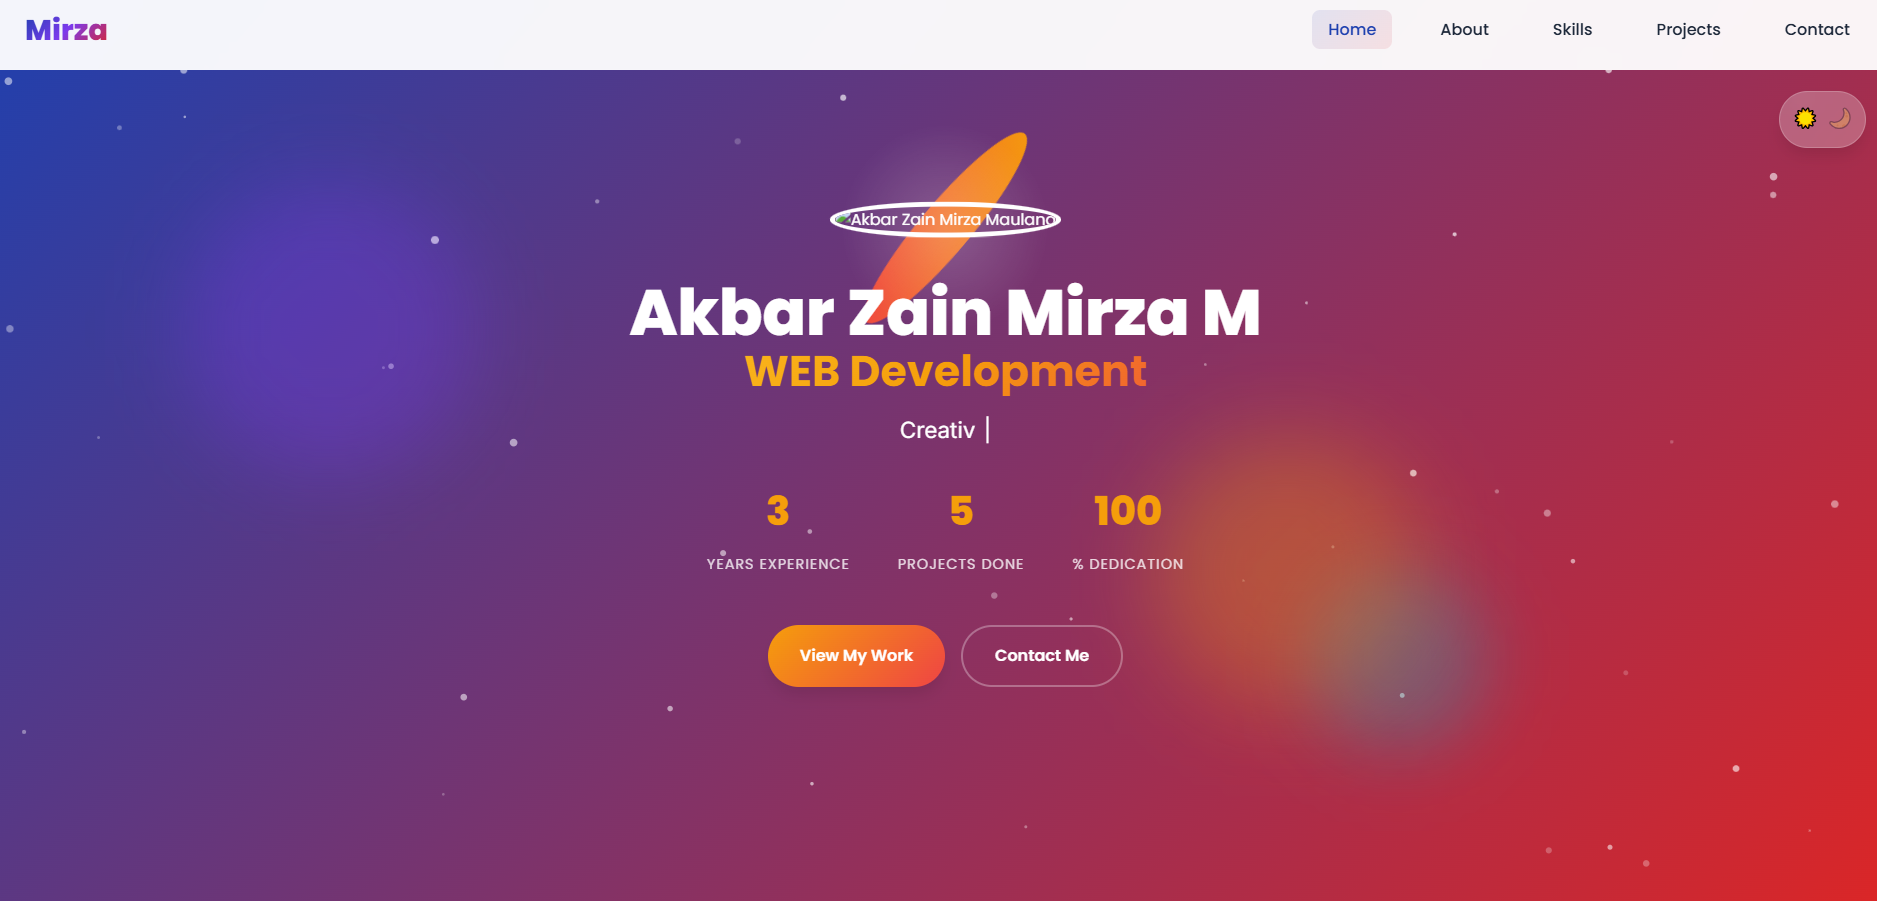 Mirza
Home About Skills Projects Contact
Akbar Zain Mirza Maulana
Akbar Zain Mirza M
WEB Development
Creativ
3 5 100
YEARS EXPERIENCE PROJECTS DONE % DEDICATION
View My Work Contact Me